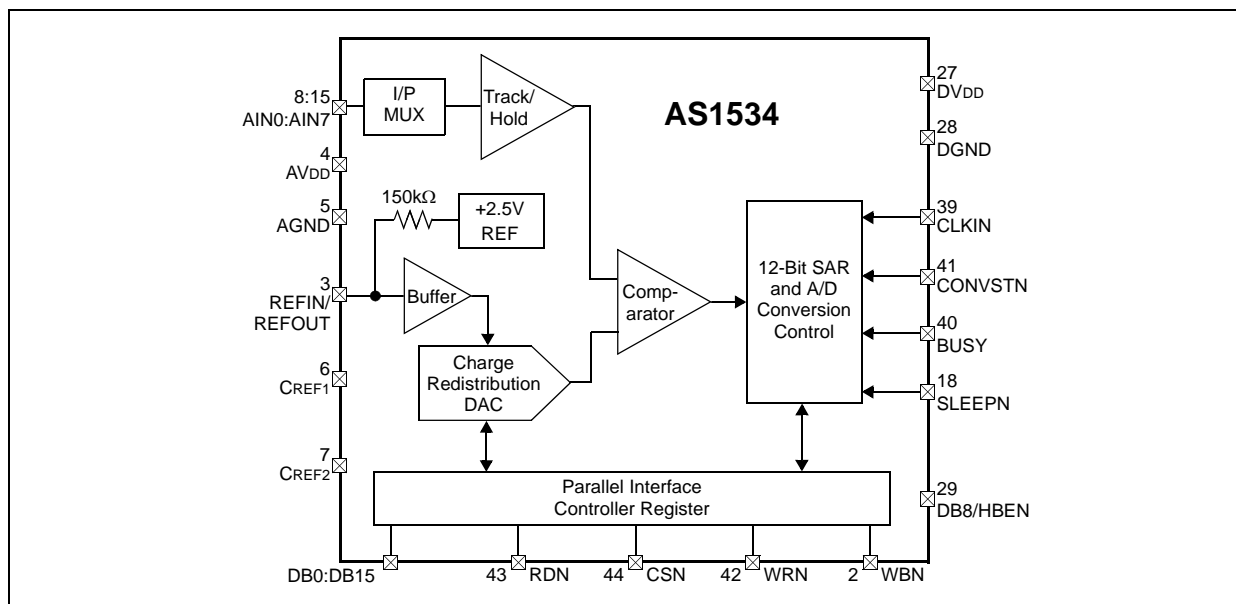 AS1534
8:15
AIN0:AIN7
I/P
MUX
Track/
Hold
4
AVDD
5
AGND
150kΩ
+2.5V
REF
3
REFIN/
REFOUT
Buffer
6
CREF1
Charge
Redistribution
DAC
7
CREF2
Comp-
arator
12-Bit SAR
and A/D
Conversion
Control
27
DVDD
28
DGND
39
CLKIN
41
CONVSTN
40
BUSY
18
SLEEPN
29
DB8/HBEN
Parallel Interface
Controller Register
DB0:DB15
43 RDN
44 CSN
42 WRN
2 WBN